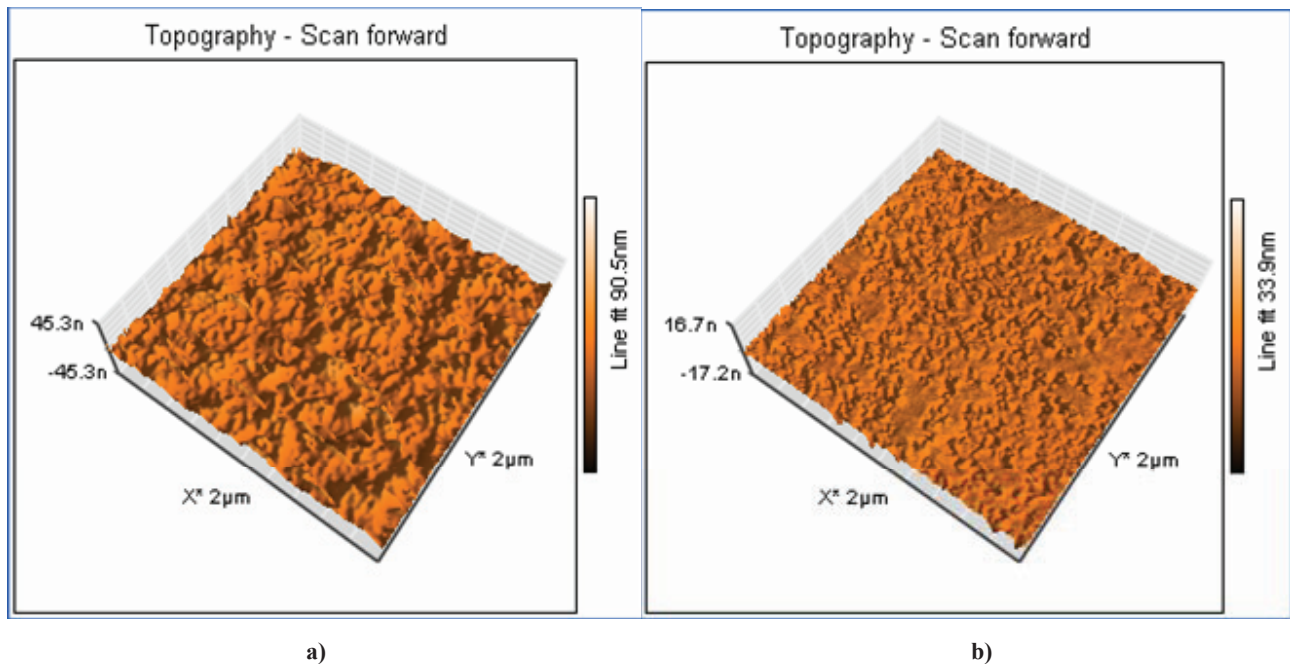 Topography - Scan forward
45.3n
-45.3n
X* 2µm
Y* 2µm
Line fit 90.5nm
a)
Topography - Scan forward
16.7n
-17.2n
X* 2µm
Y* 2µm
Line fit 33.9nm
b)